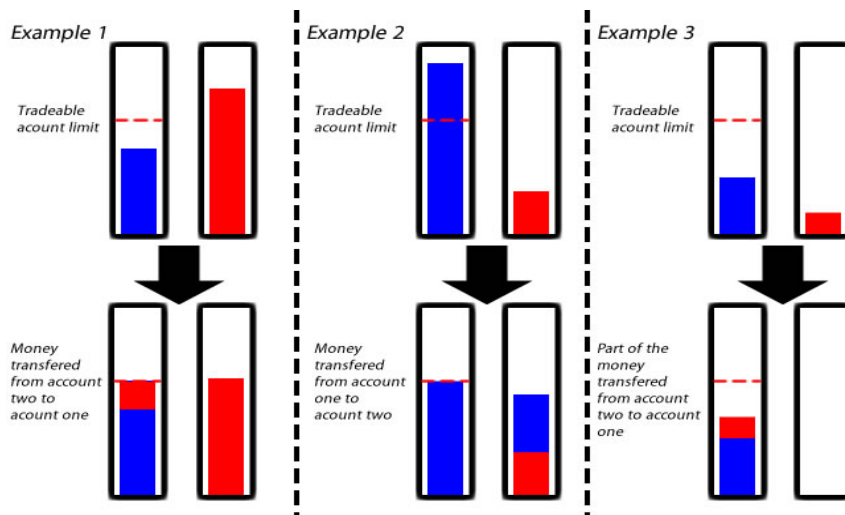 Example 1
Tradeable
acount limit
Money
transfered
from account
two to
acount one
Example 2
Tradeable
acount limit
Money
transfered
from account
one to
acount two
Example 3
Tradeable
acount limit
Part of the
money
transfered
from account
two to account
one